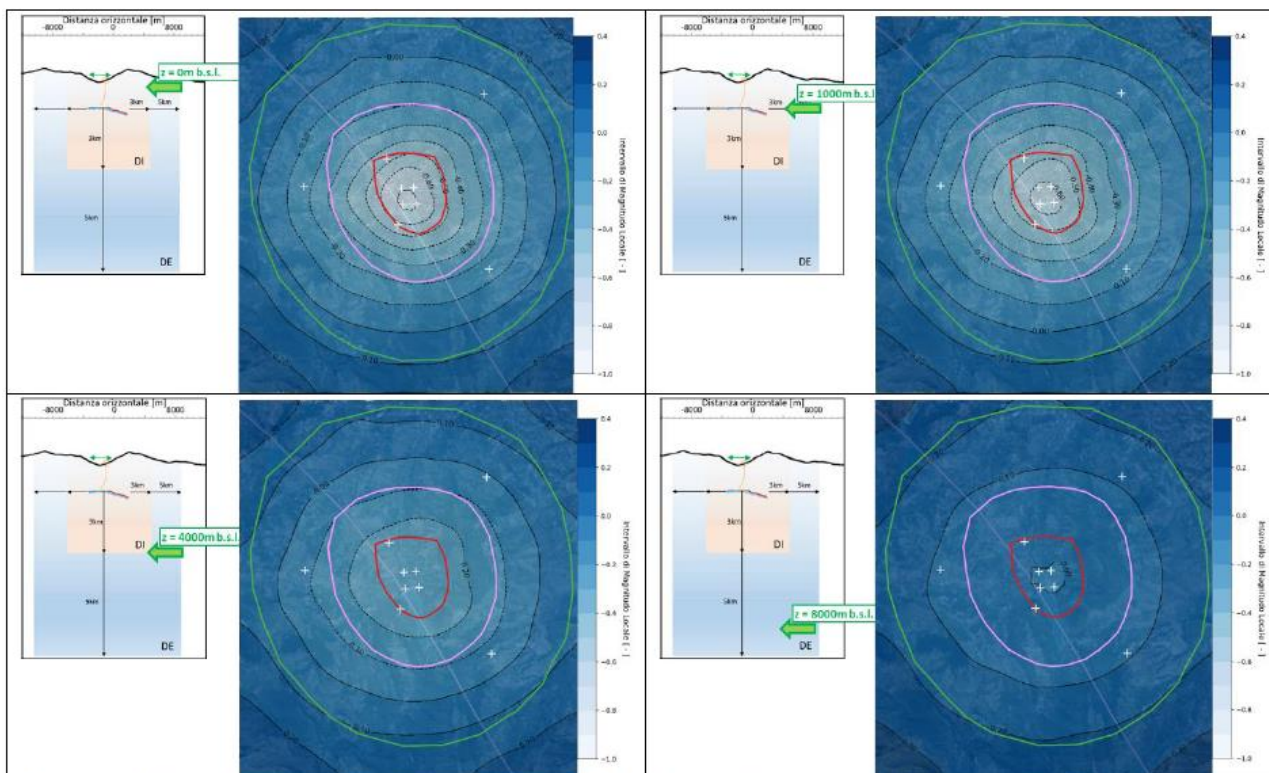 Distanza orizzontale [m]
-8000 0 8000
z = 0m b.s.l.
3km 5km
3km
DI
5km
DE
0.4
0.2
0.0
−0.2
−0.4
−0.6
−0.8
−1.0
Intervallo di Magnitudo Locale [ - ]
Distanza orizzontale [m]
-8000 0 8000
z = 1000m b.s.l
3km
3km
DI
5km
DE
0.4
0.2
0.0
−0.2
−0.4
−0.6
−0.8
−1.0
Intervallo di Magnitudo Locale [ - ]
Distanza orizzontale [m]
-8000 0 8000
3km 5km
3km
z = 4000m b.s.l.
DI
5km
DE
0.4
0.2
0.0
−0.2
−0.4
−0.6
−0.8
−1.0
Intervallo di Magnitudo Locale [ - ]
Distanza orizzontale [m]
-8000 0 8000
3km 5km
3km
DI
5km
z = 8000m b.s.l.
DE
0.4
0.2
0.0
−0.2
−0.4
−0.6
−0.8
−1.0
Intervallo di Magnitudo Locale [ - ]